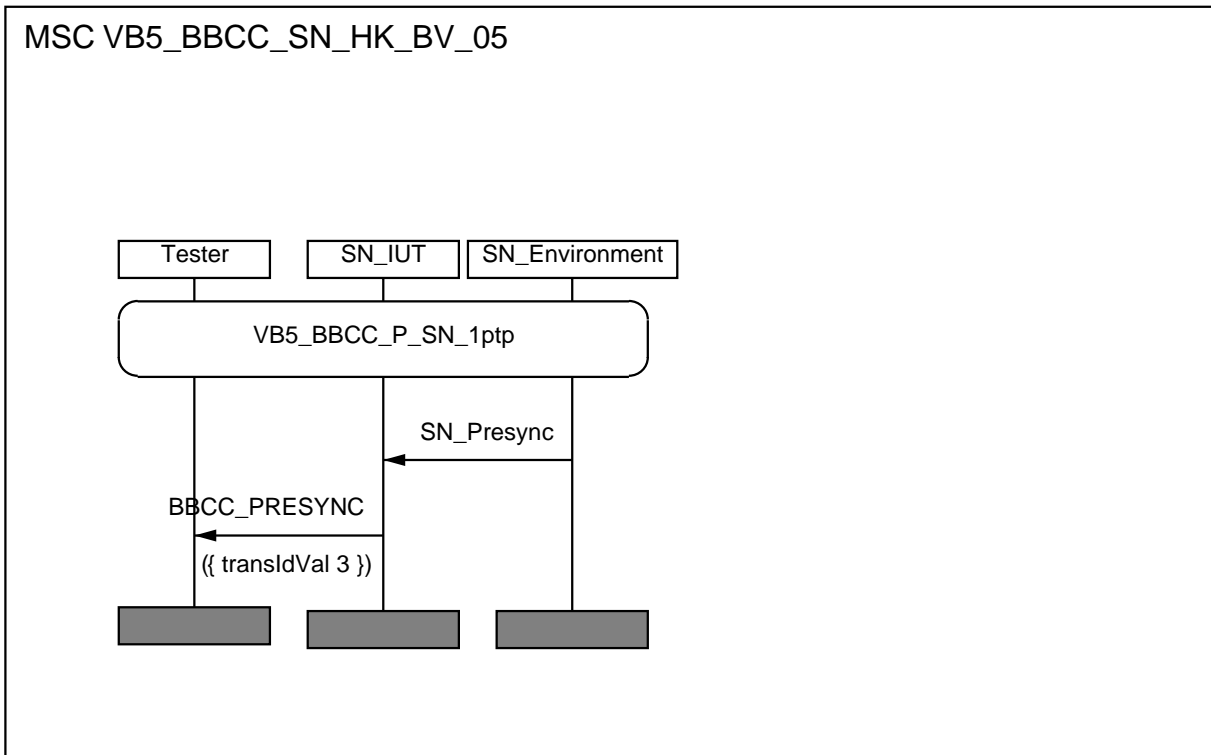 MSC VB5_BBCC_SN_HK_BV_05
Tester
SN_IUT
SN_Environment
VB5_BBCC_P_SN_1ptp
SN_Presync
BBCC_PRESYNC
({ transIdVal 3 })